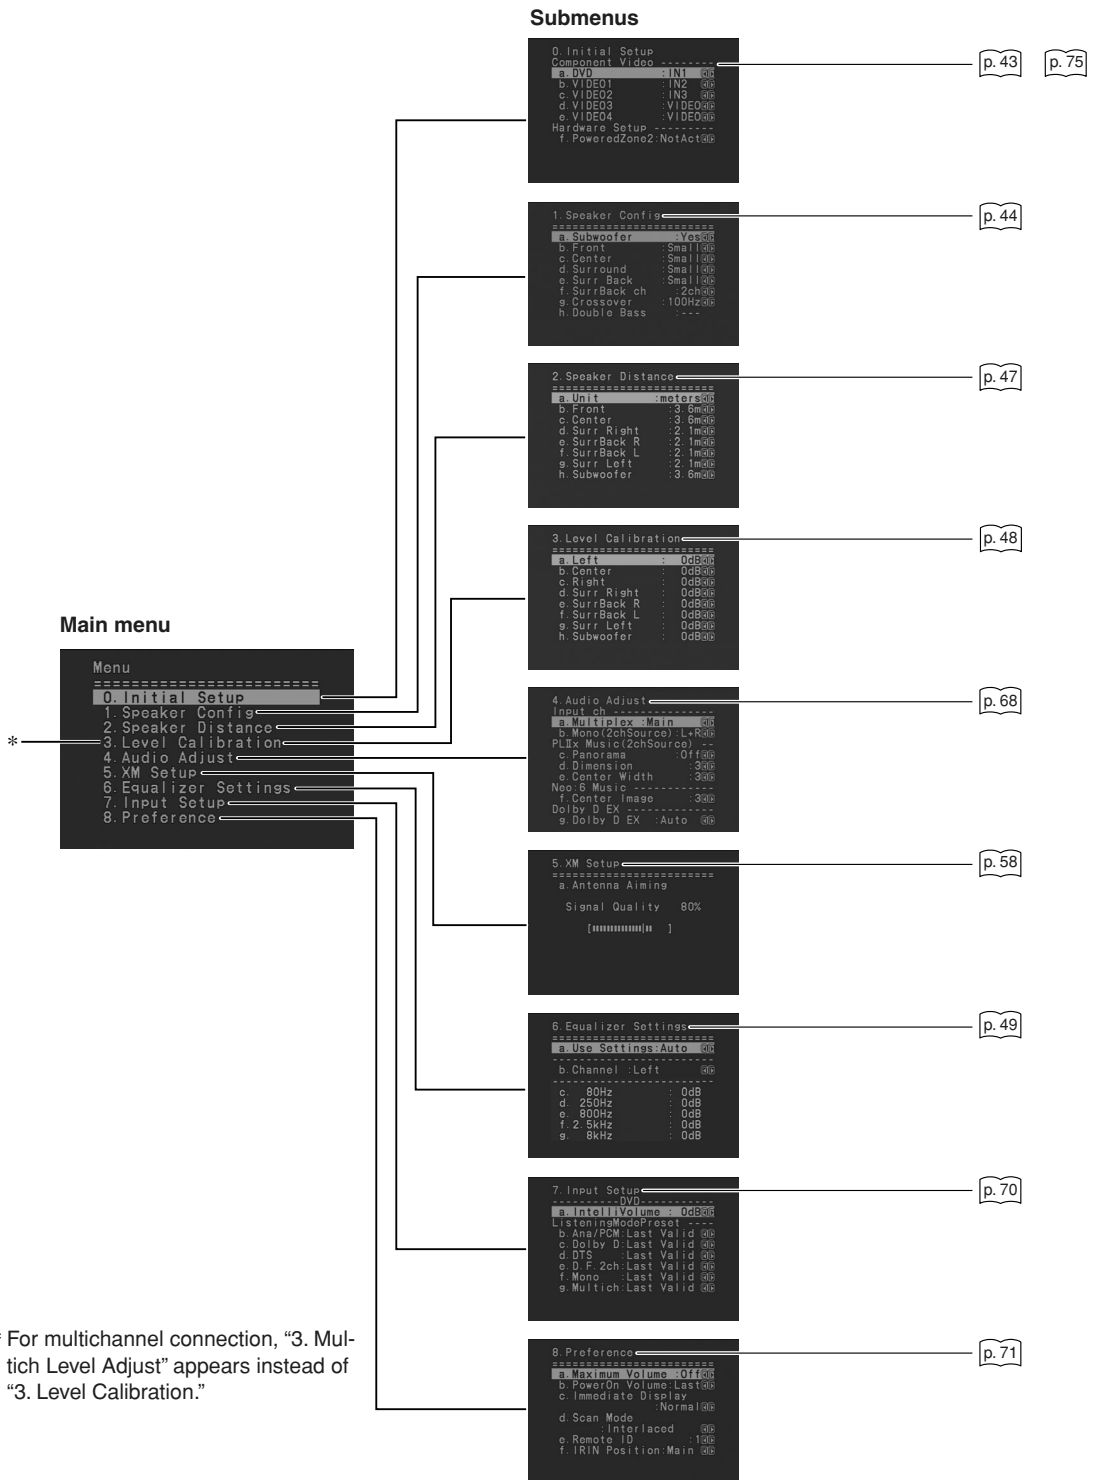 Submenus
0. Initial Setup
Component Video --------
a. DVD :IN1
b. VIDEO1 :IN2
c. VIDEO2 :IN3
d. VIDEO3 :VIDEO
e. VIDEO4 :VIDEO
Hardware Setup ---------
f. PoweredZone2:NotAct
p. 43 p. 75
1. Speaker Config
========================
a. Subwoofer :Yes
b. Front :Small
c. Center :Small
d. Surround :Small
e. Surr Back :Small
f. SurrBack ch :2ch
g. Crossover :100Hz
h. Double Bass :---
p. 44
2. Speaker Distance
========================
a. Unit :meters
b. Front :3. 6m
c. Center :3. 6m
d. Surr Right :2. 1m
e. SurrBack R :2. 1m
f. SurrBack L :2. 1m
g. Surr Left :2. 1m
h. Subwoofer :3. 6m
p. 47
3. Level Calibration
========================
a. Left : 0dB
b. Center : 0dB
c. Right : 0dB
d. Surr Right : 0dB
e. SurrBack R : 0dB
f. SurrBack L : 0dB
g. Surr Left : 0dB
h. Subwoofer : 0dB
p. 48
Main menu
Menu
========================
0. Initial Setup
1. Speaker Config
2. Speaker Distance
* 3. Level Calibration
4. Audio Adjust
5. XM Setup
6. Equalizer Settings
7. Input Setup
8. Preference
4. Audio Adjust
Input ch ---------------
a. Multiplex :Main
b. Mono(2chSource) :L+R
PLIIx Music(2chSource) --
c. Panorama :Off
d. Dimension : 3
e. Center Width : 3
Neo:6 Music ------------
f. Center Image : 3
Dolby D EX -------------
g. Dolby D EX :Auto
p. 68
5. XM Setup
========================
a. Antenna Aiming
Signal Quality 80%
p. 58
6. Equalizer Settings
========================
a. Use Settings:Auto
------------------------
b. Channel :Left
------------------------
c. 80Hz : 0dB
d. 250Hz : 0dB
e. 800Hz : 0dB
f. 2. 5kHz : 0dB
g. 8kHz : 0dB
p. 49
7. Input Setup
----------DVD-----------
a. IntelliVolume : 0dB
ListeningModePreset ----
b. Ana/PCM:Last Valid
c. Dolby D:Last Valid
d. DTS :Last Valid
e. D. F. 2ch:Last Valid
f. Mono :Last Valid
g. Multich:Last Valid
p. 70
8. Preference
========================
a. Maximum Volume :Off
b. PowerOn Volume:Last
c. Immediate Display
:Normal
d. Scan Mode
:Interlaced
e. Remote ID :1
f. IRIN Position:Main
p. 71
* For multichannel connection, “3. Mul-
tich Level Adjust” appears instead of
“3. Level Calibration.”